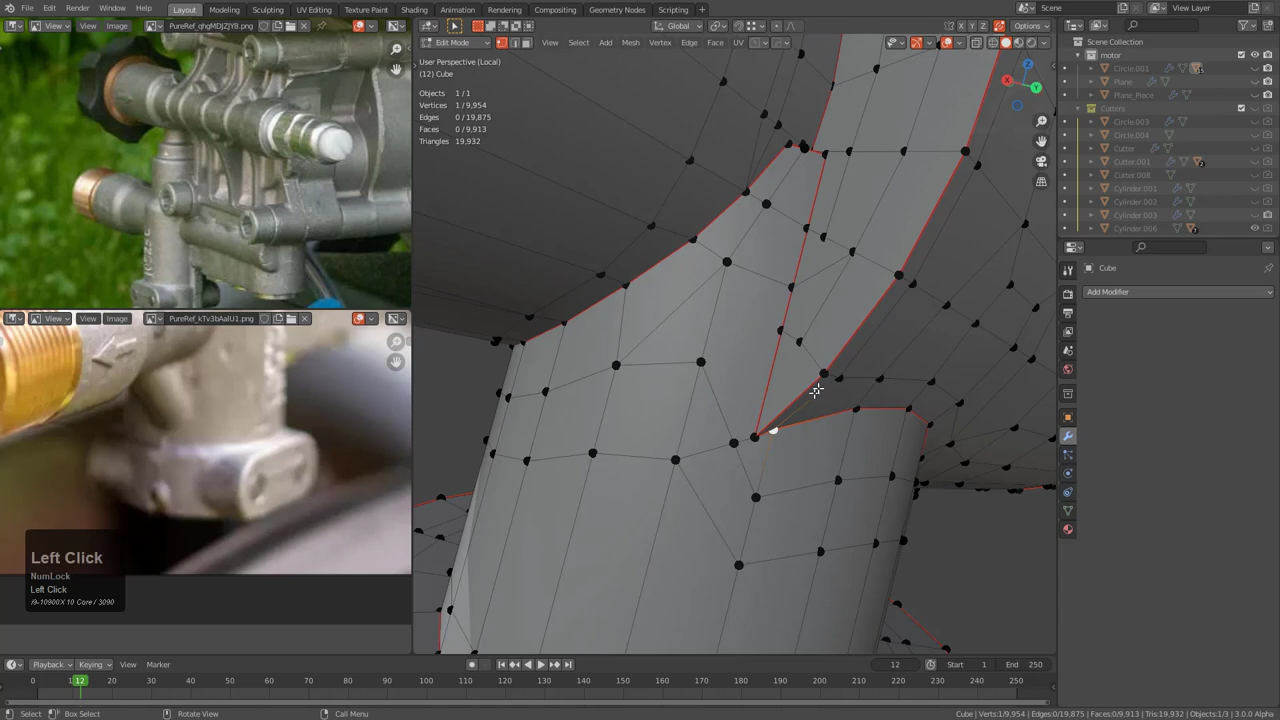 File Edit Render Window Help Layout Modeling Sculpting UV Editing Texture Paint Shading Animation Rendering Compositing Geometry Nodes Scripting + Scene View Layer
View View Image PureRef_qhgMDJZJY8.png Global Options X Y Z
Edit Mode View Select Add Mesh Vertex Edge Face UV
User Perspective (Local)
(12) Cube
Objects 1/1
Vertices 1/9,954
Edges 0/19,875
Faces 0/9,913
Triangles 19,932
Z
X
Y
Scene Collection
motor
Circle.001
Plane
Plane_Piece
Cutters
Circle.003
Circle.004
Cutter
Cutter.001
Cutter.008
Cylinder.001
Cylinder.002
Cylinder.003
Cylinder.006
Cube
Add Modifier
View View Image PureRef_kTv3bAaIU1.png
Left Click
NumLock
Left Click
i9-10900X 10 Core / 3090
Playback Keying View Marker 12 Start 1 End 250
0 12 20 30 40 50 60 70 80 90 100 110 120 130 140 150 160 170 180 190 200 210 220 230 240 250
Select Box Select Rotate View Call Menu Cube | Verts:1/9,954 | Edges:0/19,875 | Faces:0/9,913 | Tris:19,932 | Objects:1/3 | 3.0.0 Alpha